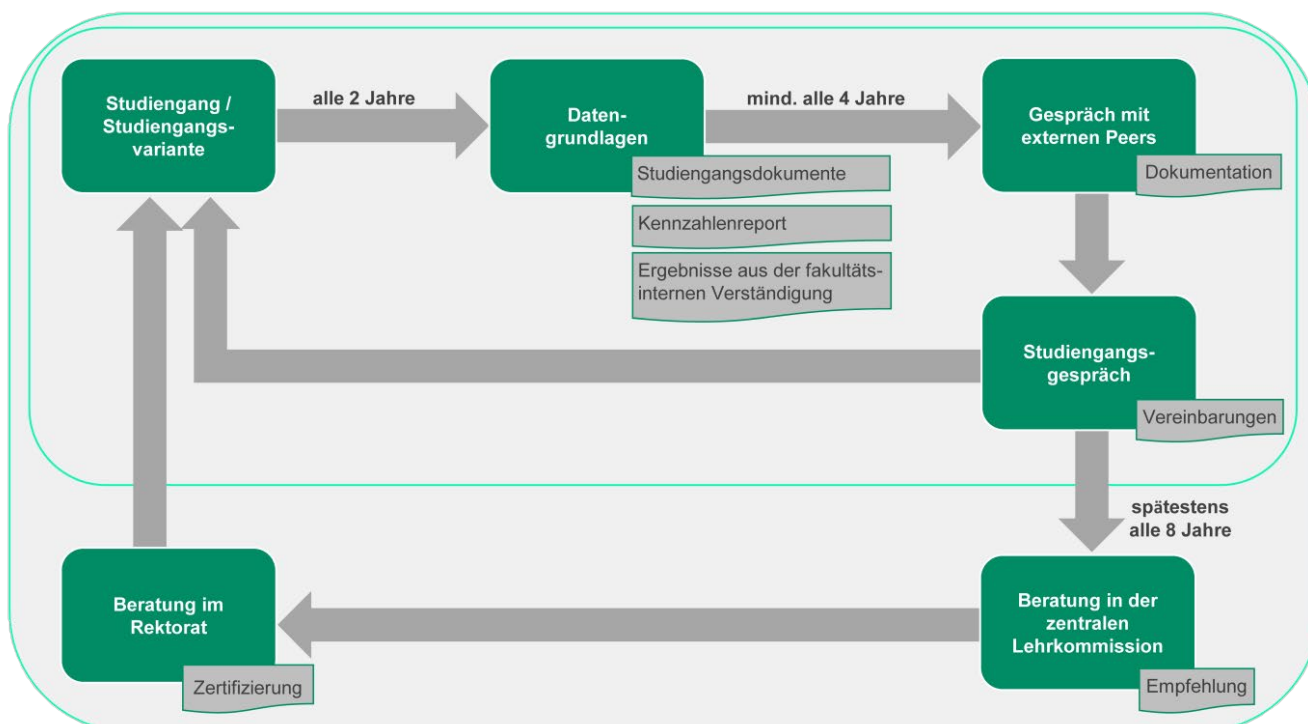 Studiengang /
Studiengangs-
variante
alle 2 Jahre
Daten-
grundlagen
Studiengangsdokumente
Kennzahlenreport
Ergebnisse aus der fakultäts-
internen Verständigung
mind. alle 4 Jahre
Gespräch mit
externen Peers
Dokumentation
Studiengangs-
gespräch
Vereinbarungen
spätestens
alle 8 Jahre
Beratung in der
zentralen
Lehrkommission
Empfehlung
Beratung im
Rektorat
Zertifizierung